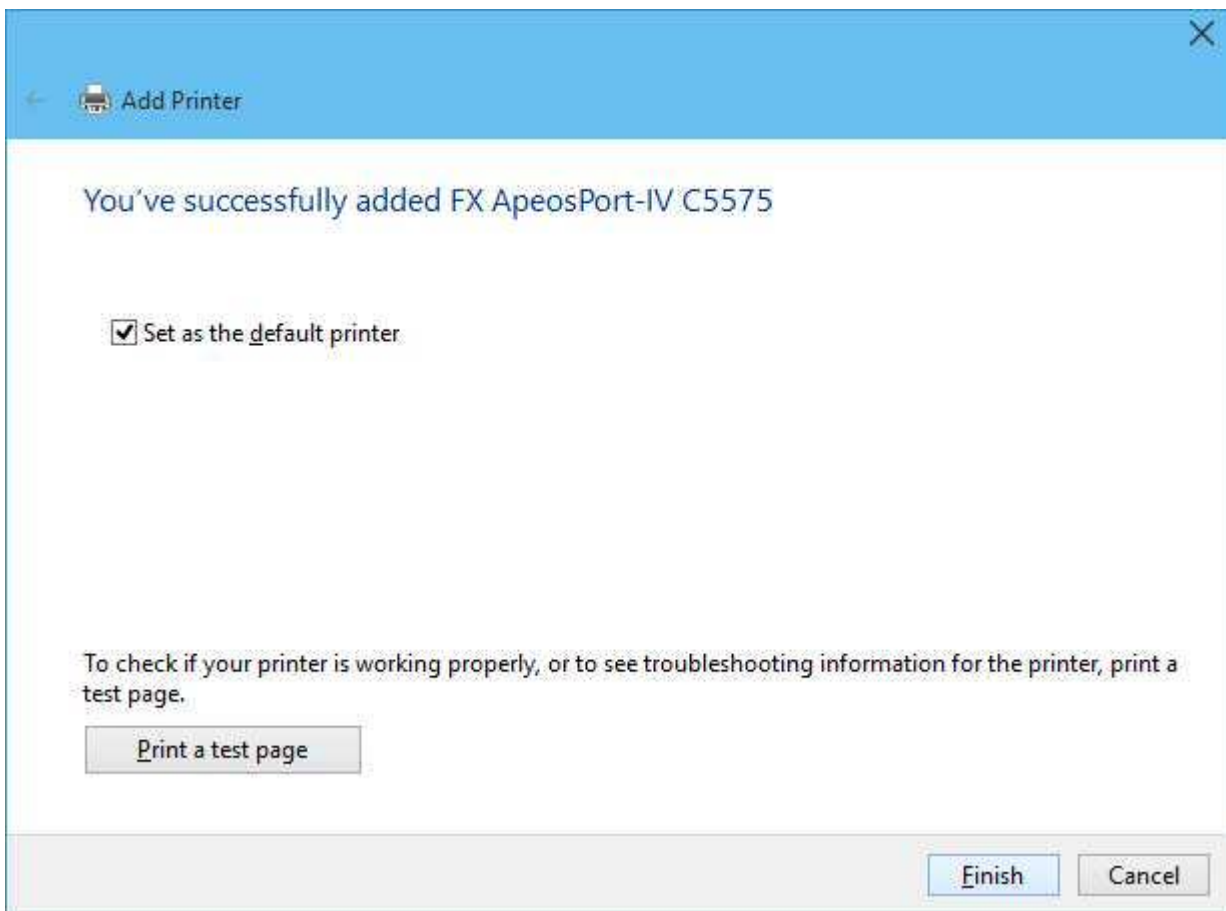 Add Printer
You've successfully added FX ApeosPort-IV C5575
Set as the default printer
To check if your printer is working properly, or to see troubleshooting information for the printer, print a
test page.
Print a test page
Finish
Cancel